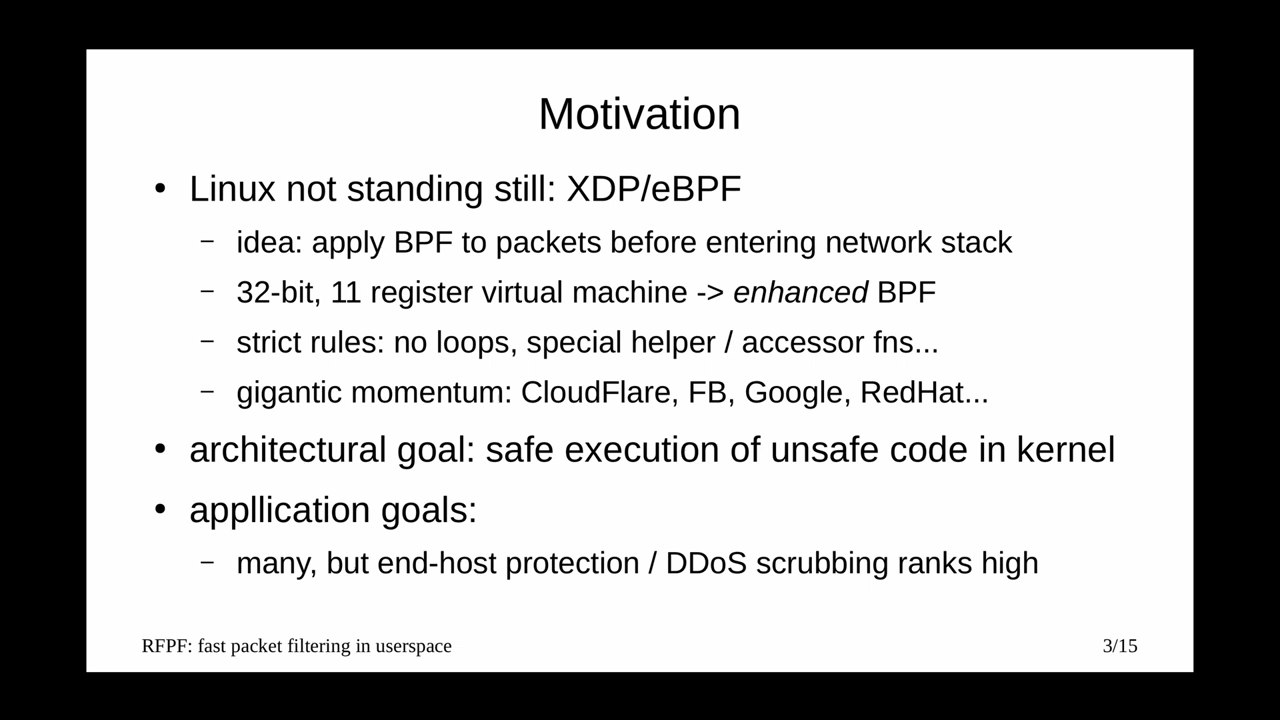 Motivation
• Linux not standing still: XDP/eBPF
– idea: apply BPF to packets before entering network stack
– 32-bit, 11 register virtual machine -> enhanced BPF
– strict rules: no loops, special helper / accessor fns...
– gigantic momentum: CloudFlare, FB, Google, RedHat...
• architectural goal: safe execution of unsafe code in kernel
• appllication goals:
– many, but end-host protection / DDoS scrubbing ranks high
RFPF: fast packet filtering in userspace 3/15